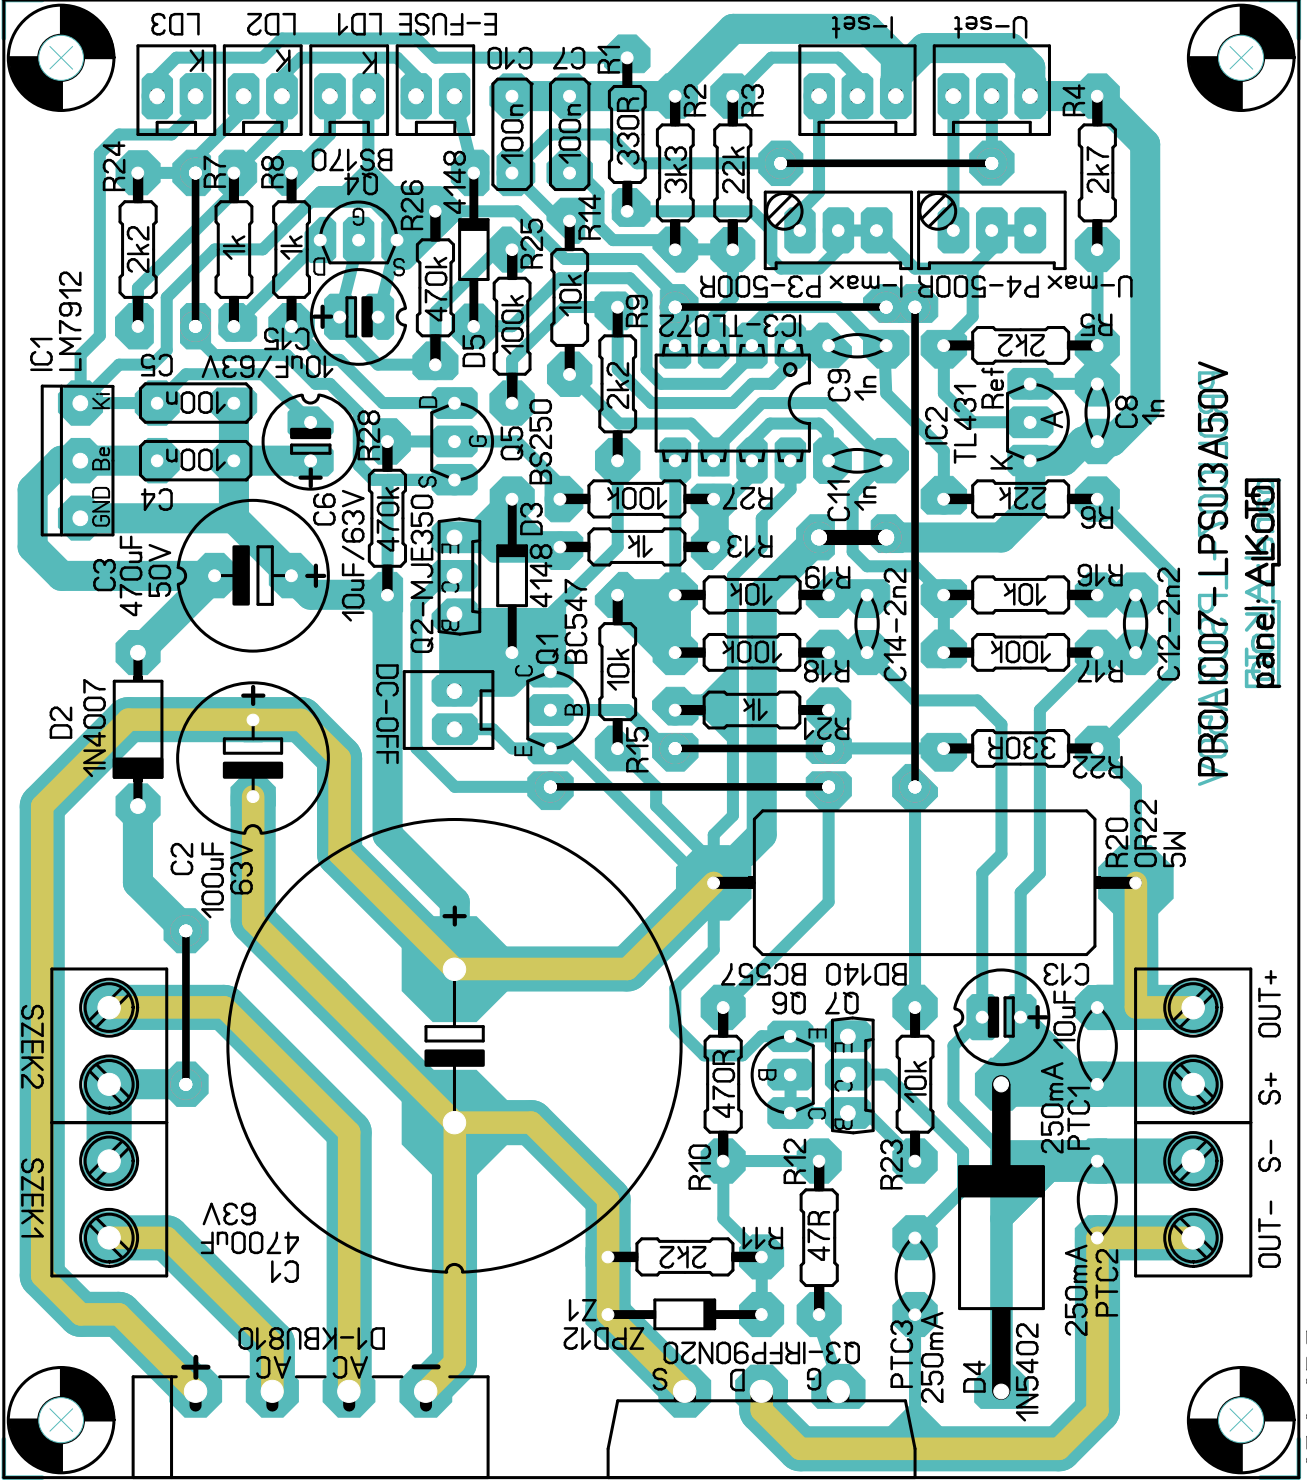 LD3
LD2
LD1
E-FUSE
K
K
K
C10
100n
C7
100n
R1
330R
R2
3k3
R3
22k
I-set
U-set
R4
2k7
R24
2k2
R7
1k
R8
1k
BS170
Q4
G
D
S
R26
470k
4148
D5
R25
100k
R14
10k
C15
10uF/63V
I-max P3-500R
U-max P4-500R
IC1
LM7912
Ki
Be
GND
C5
100n
100n
C4
C6
10uF/63V
R28
470k
D
G
S
Q5
BS250
R9
2k2
IC3-TL072
C9
1n
R5
2k2
IC2
TL431
Ref
A
K
C8
1n
C11
1n
22k
R6
100k
R27
1k
R13
C3
470uF
50V
Q2-MJE350
E
C
B
D3
4148
Q1
BC547
C
B
E
10k
R15
10k
R19
100k
R18
1k
R21
C14-2n2
10k
R16
100k
R17
C12-2n2
330R
R22
PROLI007-LPSU3A50V
panel:ALKOTÓ
DC-OFF
D2
1N4007
C2
100uF
63V
R20
0R22
5W
SZEK2
SZEK1
C1
4700uF
63V
BC557
Q6
BD140
Q7
470R
R10
B
E
C
E
C
B
10k
R23
R12
47R
C13
10uF
250mA
PTC1
OUT+
S+
S-
OUT-
250mA
PTC2
2k2
R11
Z1
ZPD12
Q3-IRFP90N20
S
D
G
PTC3
250mA
D4
1N5402
D1-KBU810
+
AC
AC
-